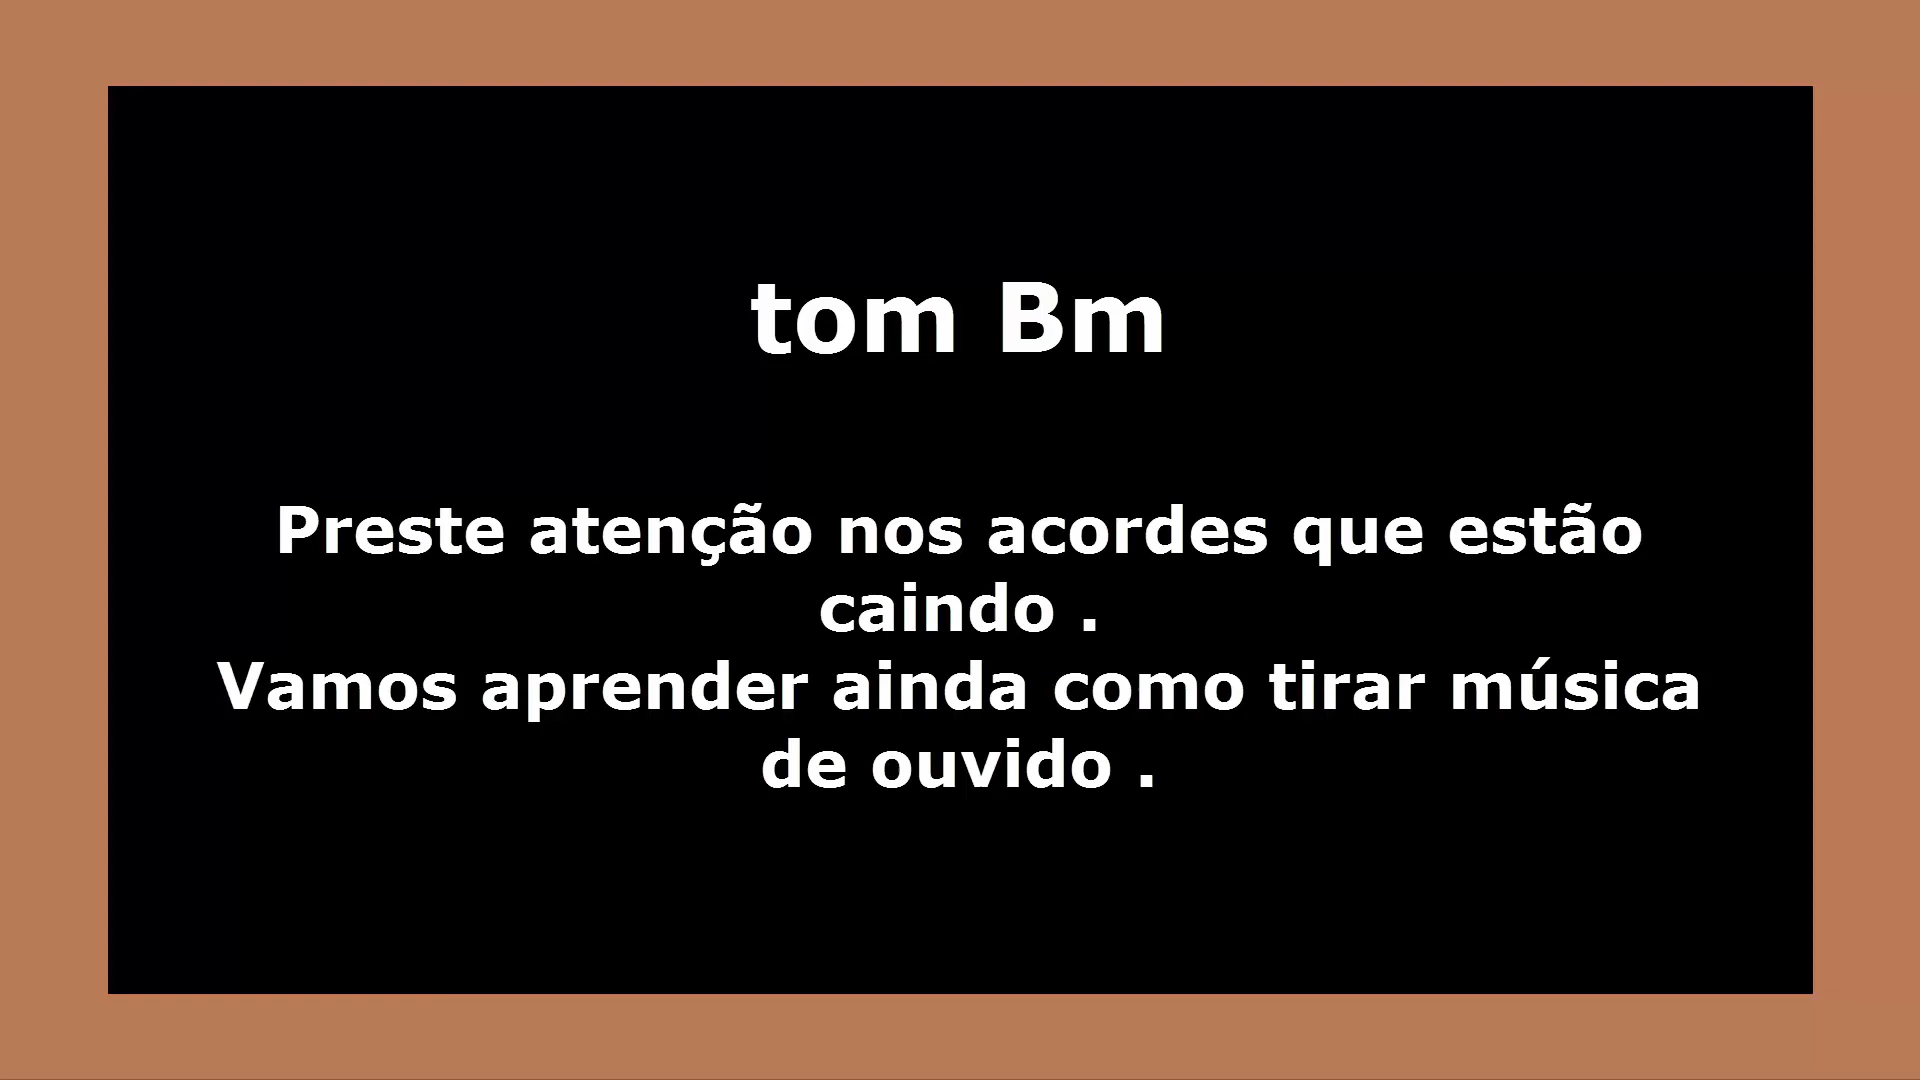 tom Bm
Preste atenção nos acordes que estão
caindo .
Vamos aprender ainda como tirar música
de ouvido .